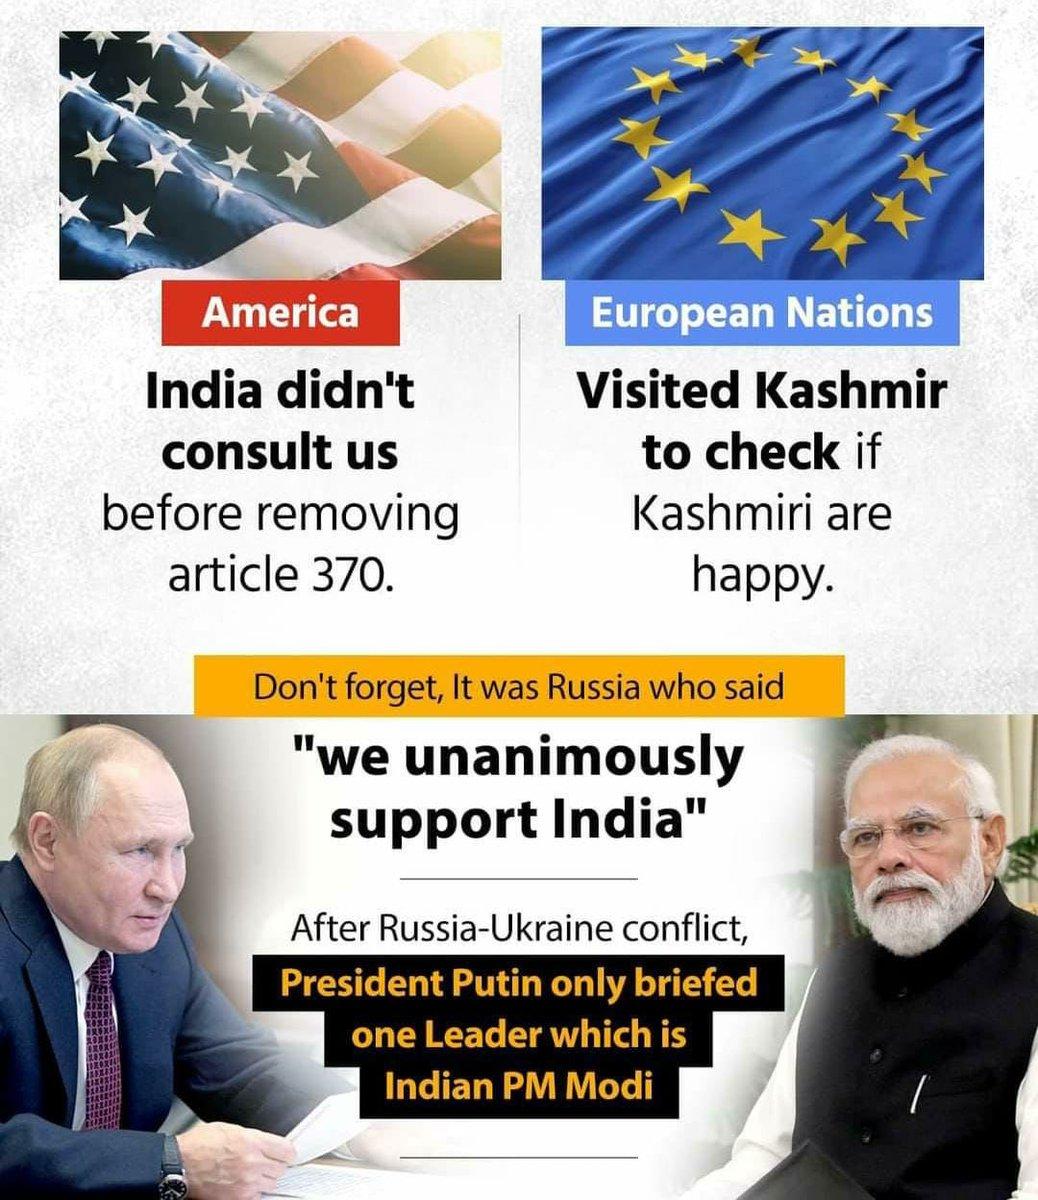 America
India didn't
consult us
before removing
article 370.
European Nations
Visited Kashmir
to check if
Kashmiri are
happy.
Don't forget, It was Russia who said
"we unanimously
support India"
After Russia-Ukraine conflict,
President Putin only briefed
one Leader which is
Indian PM Modi